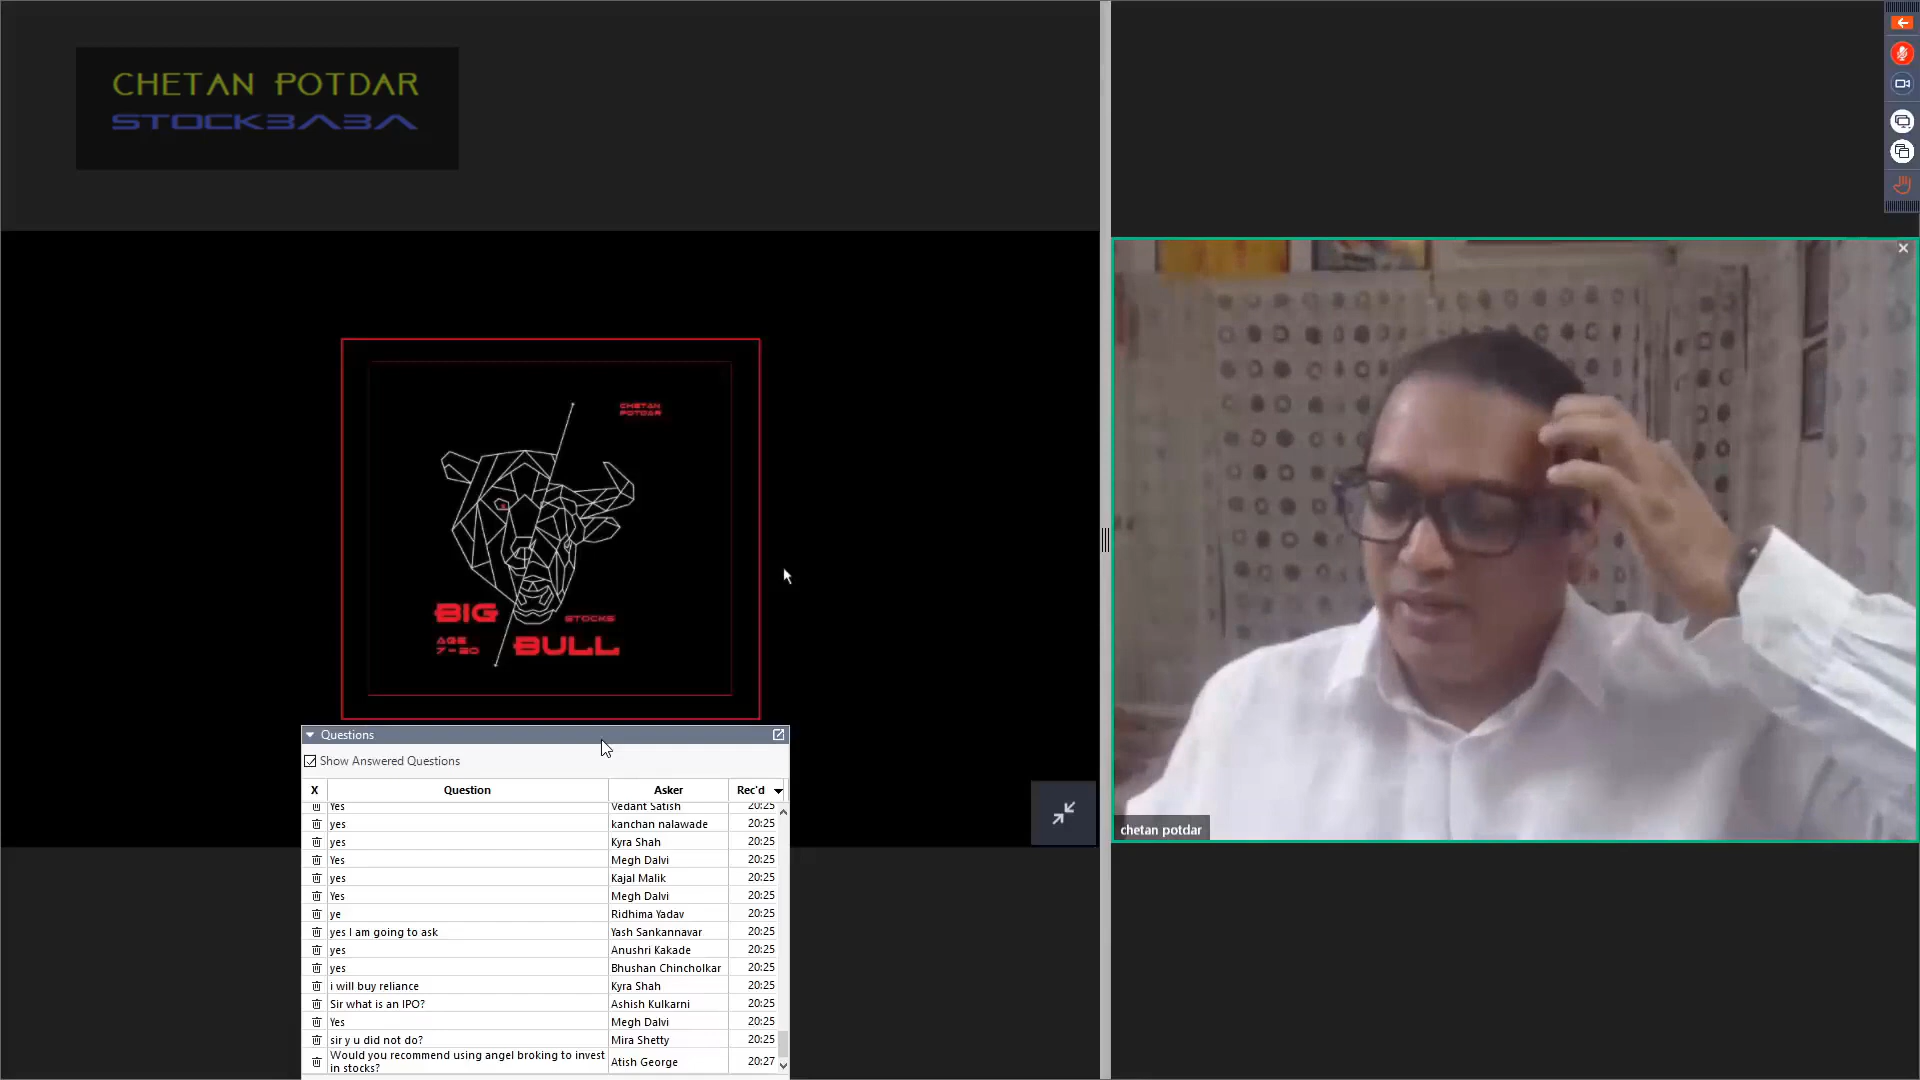 CHETAN POTDAR
STOCKBABA
CHETAN
POTDAR
BIG
STOCKS
AGE
7-20
BULL
Questions
Show Answered Questions
X Question Asker Rec'd
Yes Vedant Satish 20:25
yes kanchan nalawade 20:25
yes Kyra Shah 20:25
Yes Megh Dalvi 20:25
yes Kajal Malik 20:25
Yes Megh Dalvi 20:25
ye Ridhima Yadav 20:25
yes I am going to ask Yash Sankannavar 20:25
yes Anushri Kakade 20:25
yes Bhushan Chincholkar 20:25
i will buy reliance Kyra Shah 20:25
Sir what is an IPO? Ashish Kulkarni 20:25
Yes Megh Dalvi 20:25
sir y u did not do? Mira Shetty 20:25
Would you recommend using angel broking to invest
in stocks? Atish George 20:27
chetan potdar